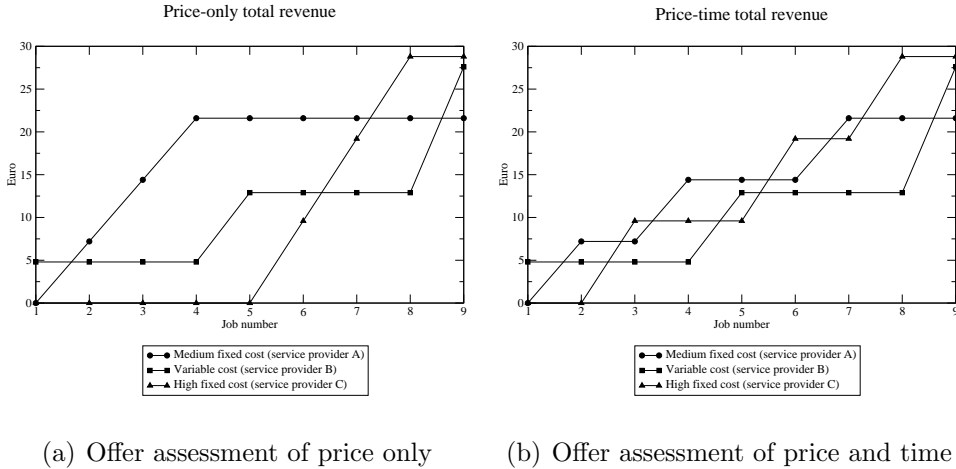 Price-only total revenue
30
25
20
15
10
5
0
Euro
1 2 3 4 5 6 7 8 9
Job number
Medium fixed cost (service provider A)
Variable cost (service provider B)
High fixed cost (service provider C)
(a) Offer assessment of price only
Price-time total revenue
30
25
20
15
10
5
0
Euro
1 2 3 4 5 6 7 8 9
Job number
Medium fixed cost (service provider A)
Variable cost (service provider B)
High fixed cost (service provider C)
(b) Offer assessment of price and time